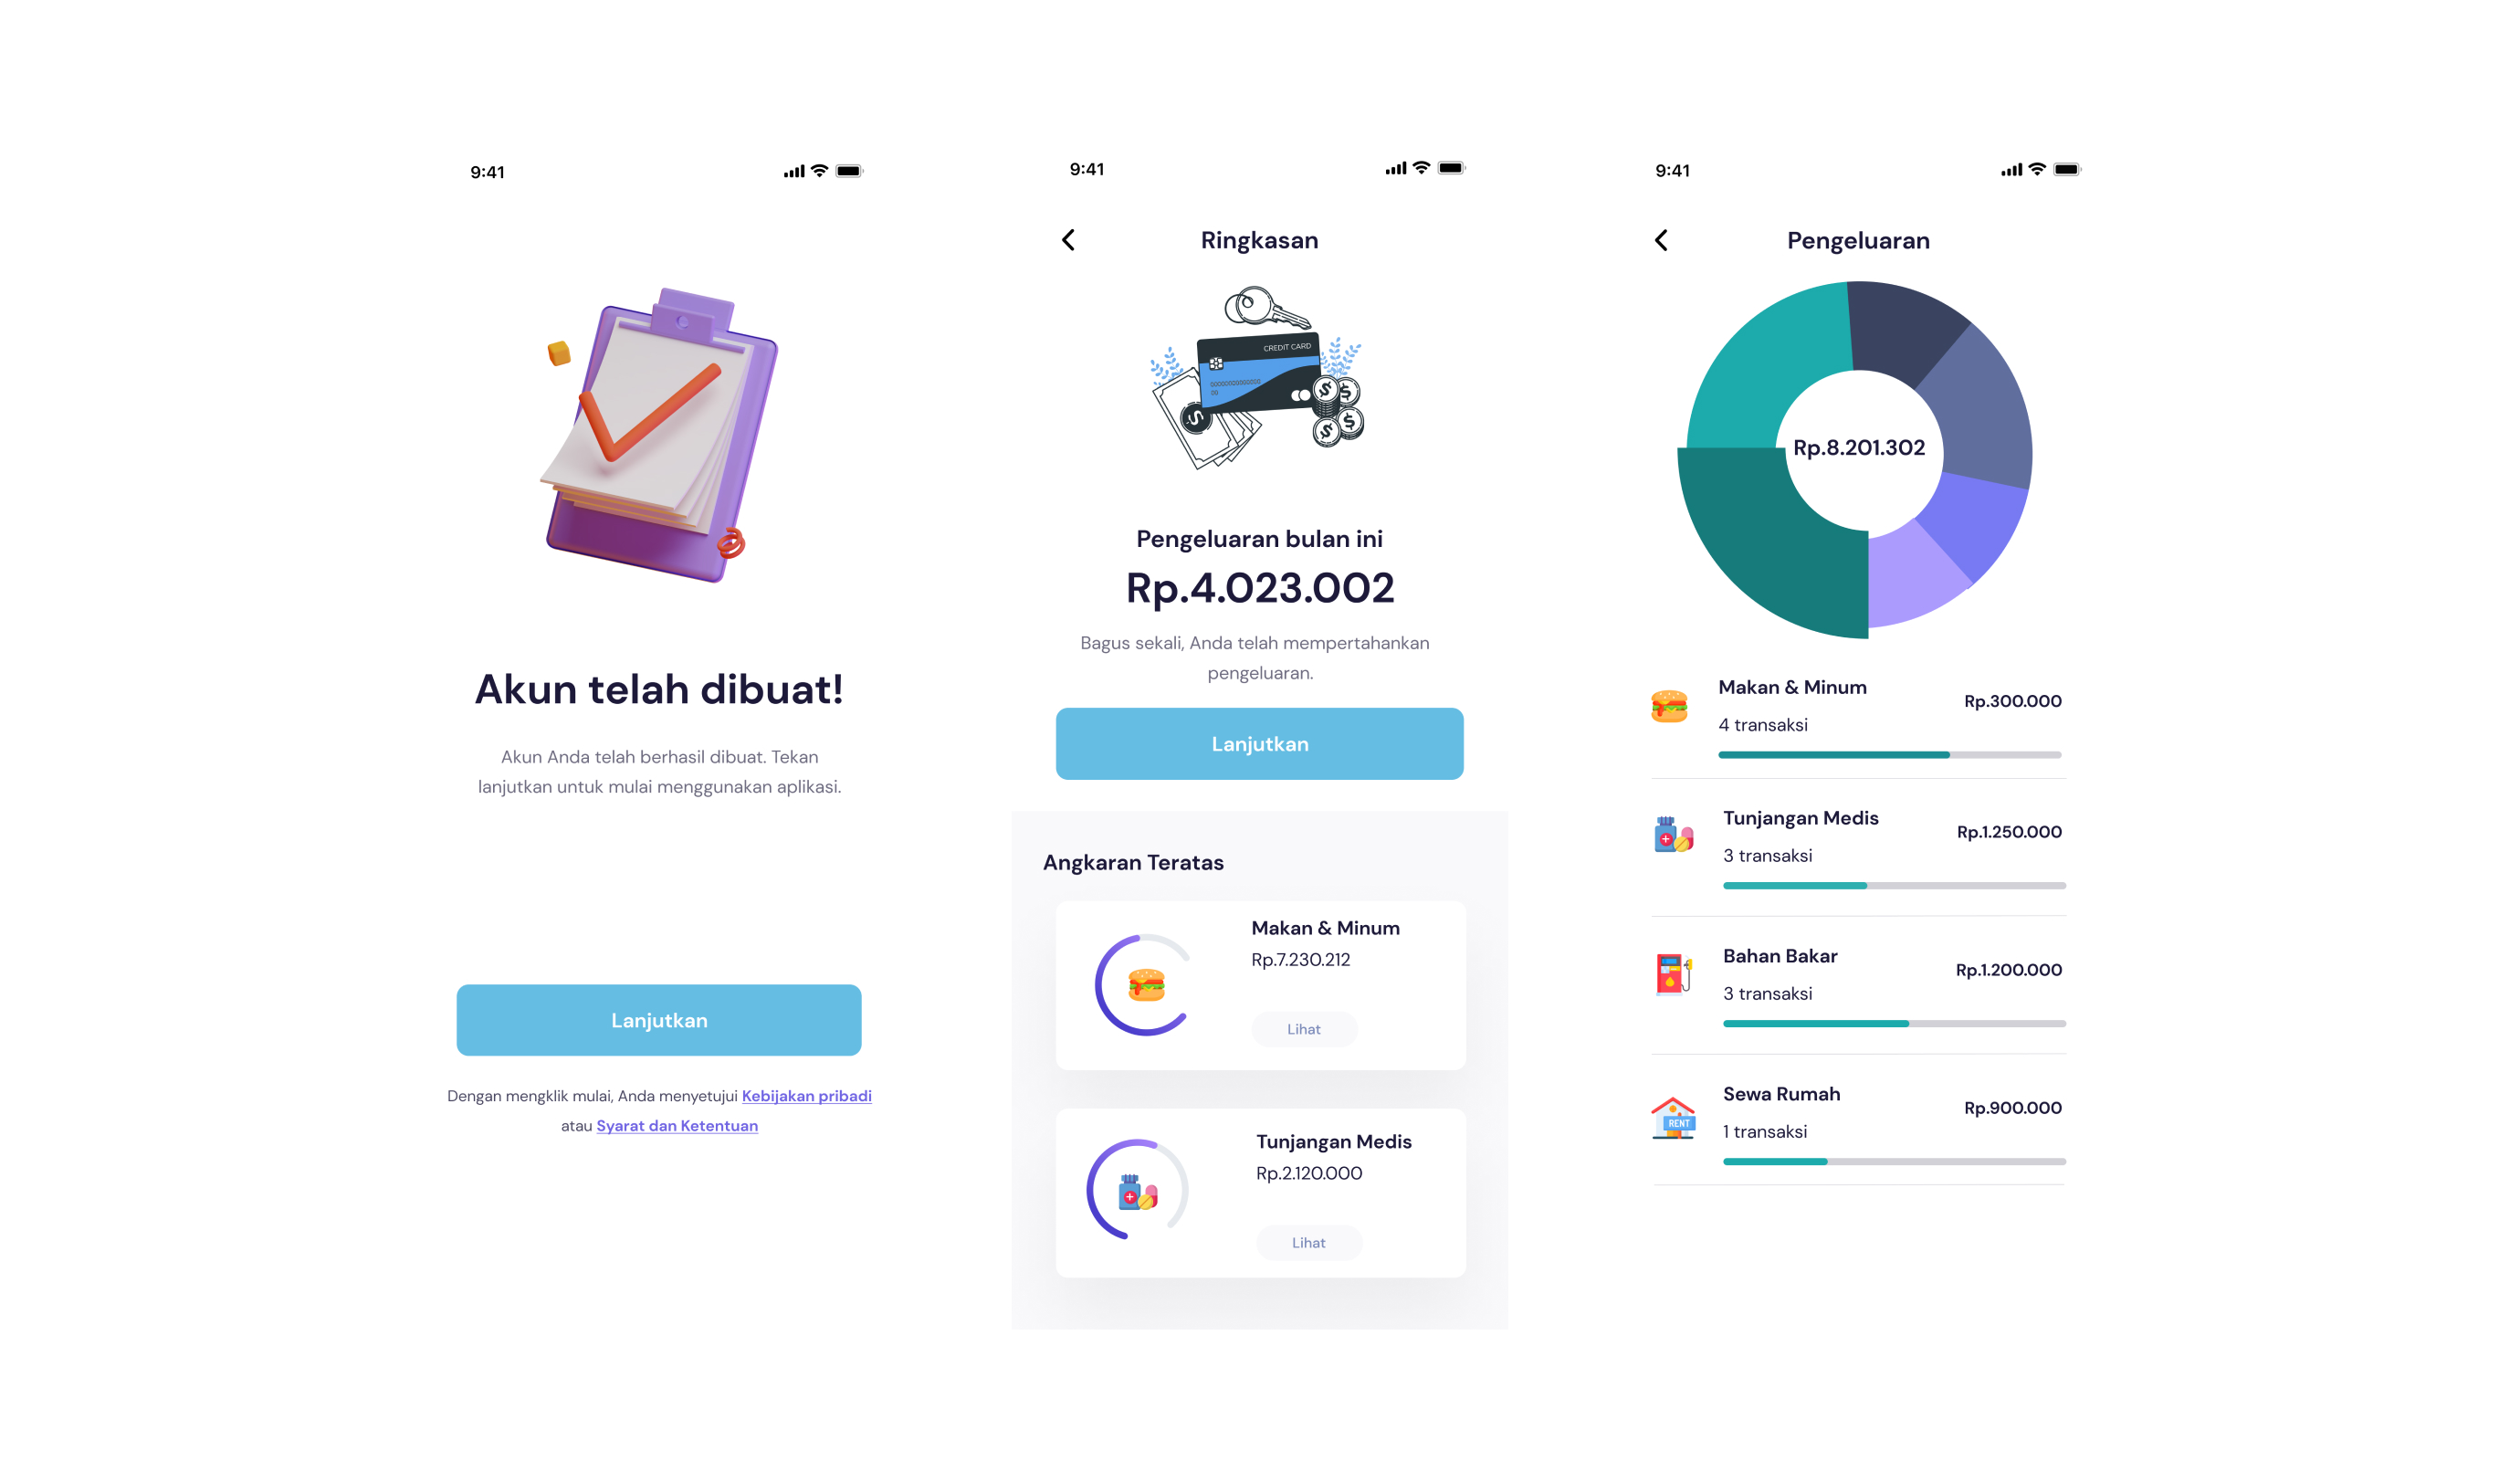 9:41
Akun telah dibuat!
Akun Anda telah berhasil dibuat. Tekan
lanjutkan untuk mulai menggunakan aplikasi.
Lanjutkan
Dengan mengklik mulai, Anda menyetujui Kebijakan pribadi
atau Syarat dan Ketentuan
9:41
Ringkasan
CREDIT CARD
0000000000000
00
Pengeluaran bulan ini
Rp.4.023.002
Bagus sekali, Anda telah mempertahankan
pengeluaran.
Lanjutkan
Angkaran Teratas
Makan & Minum
Rp.7.230.212
Lihat
Tunjangan Medis
Rp.2.120.000
Lihat
9:41
Pengeluaran
Rp.8.201.302
Makan & Minum
Rp.300.000
4 transaksi
Tunjangan Medis
Rp.1.250.000
3 transaksi
Bahan Bakar
Rp.1.200.000
3 transaksi
Sewa Rumah
Rp.900.000
RENT
1 transaksi